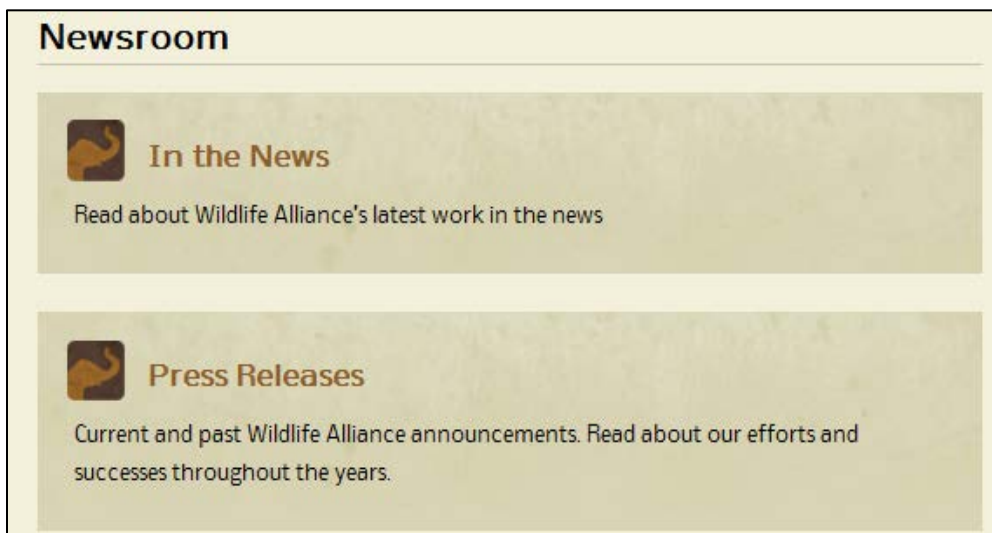 Newsroom
In the News
Read about Wildlife Alliance's latest work in the news
Press Releases
Current and past Wildlife Alliance announcements. Read about our efforts and
successes throughout the years.